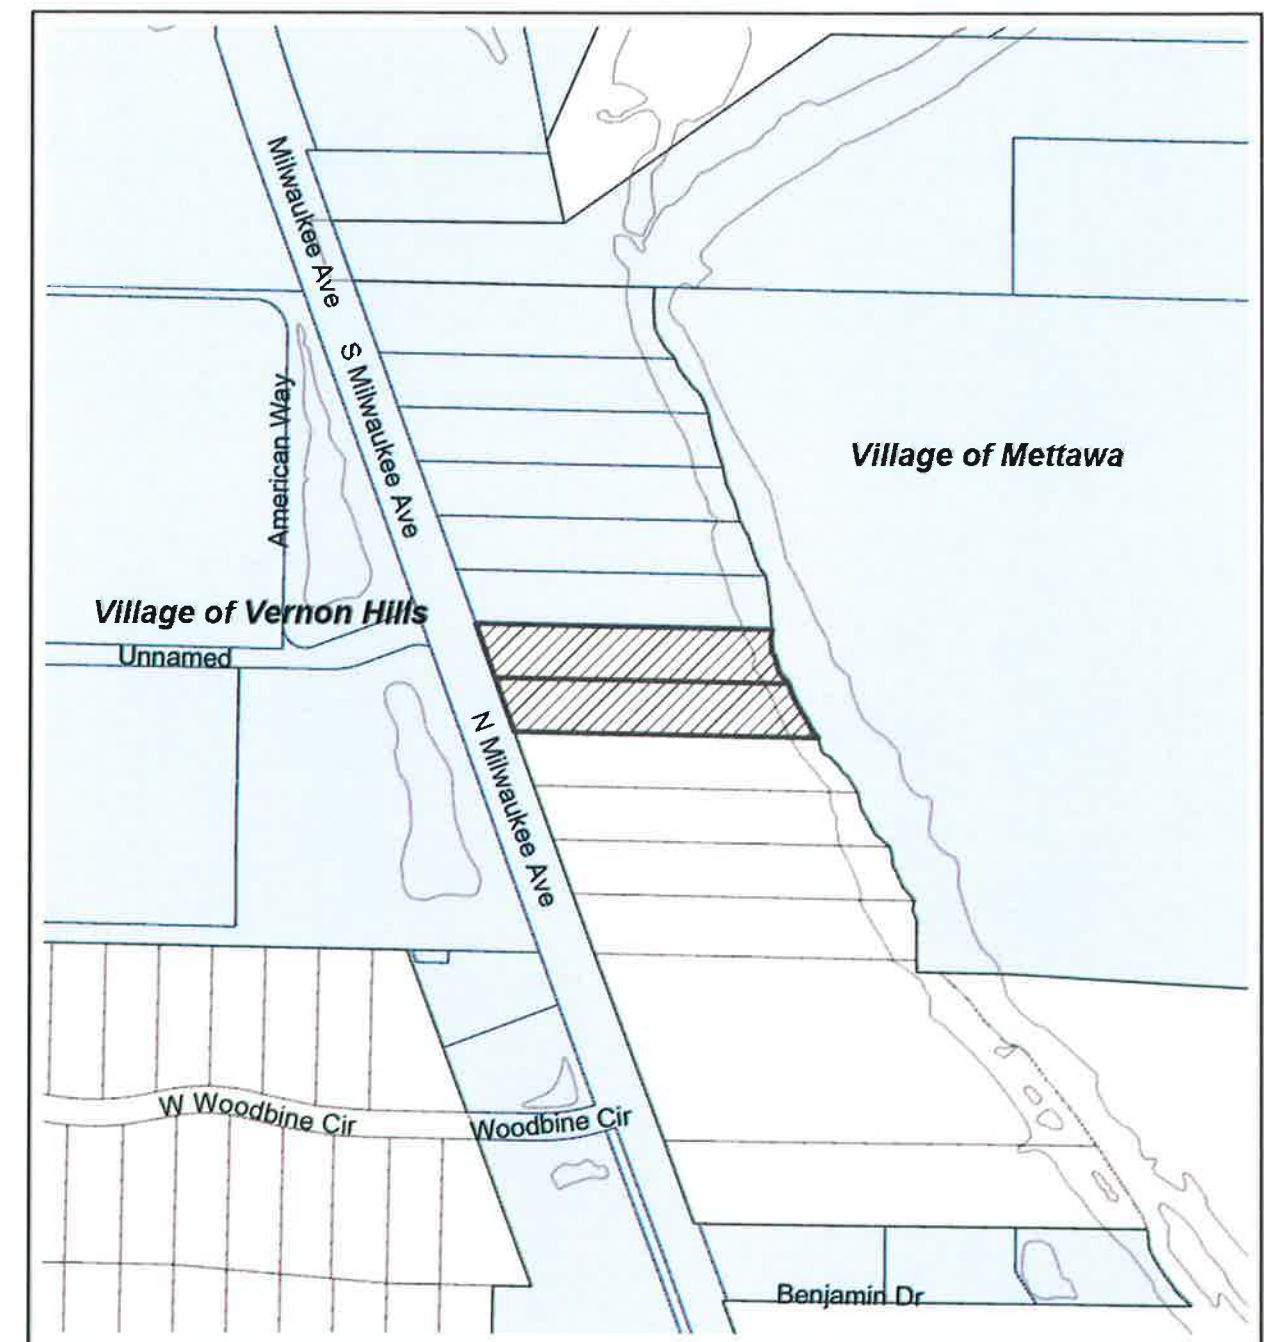 Milwaukee Ave
S Milwaukee Ave
American Way
Village of Mettawa
Village of Vernon Hills
Unnamed
N Milwaukee Ave
W Woodbine Cir
Woodbine Cir
Benjamin Dr